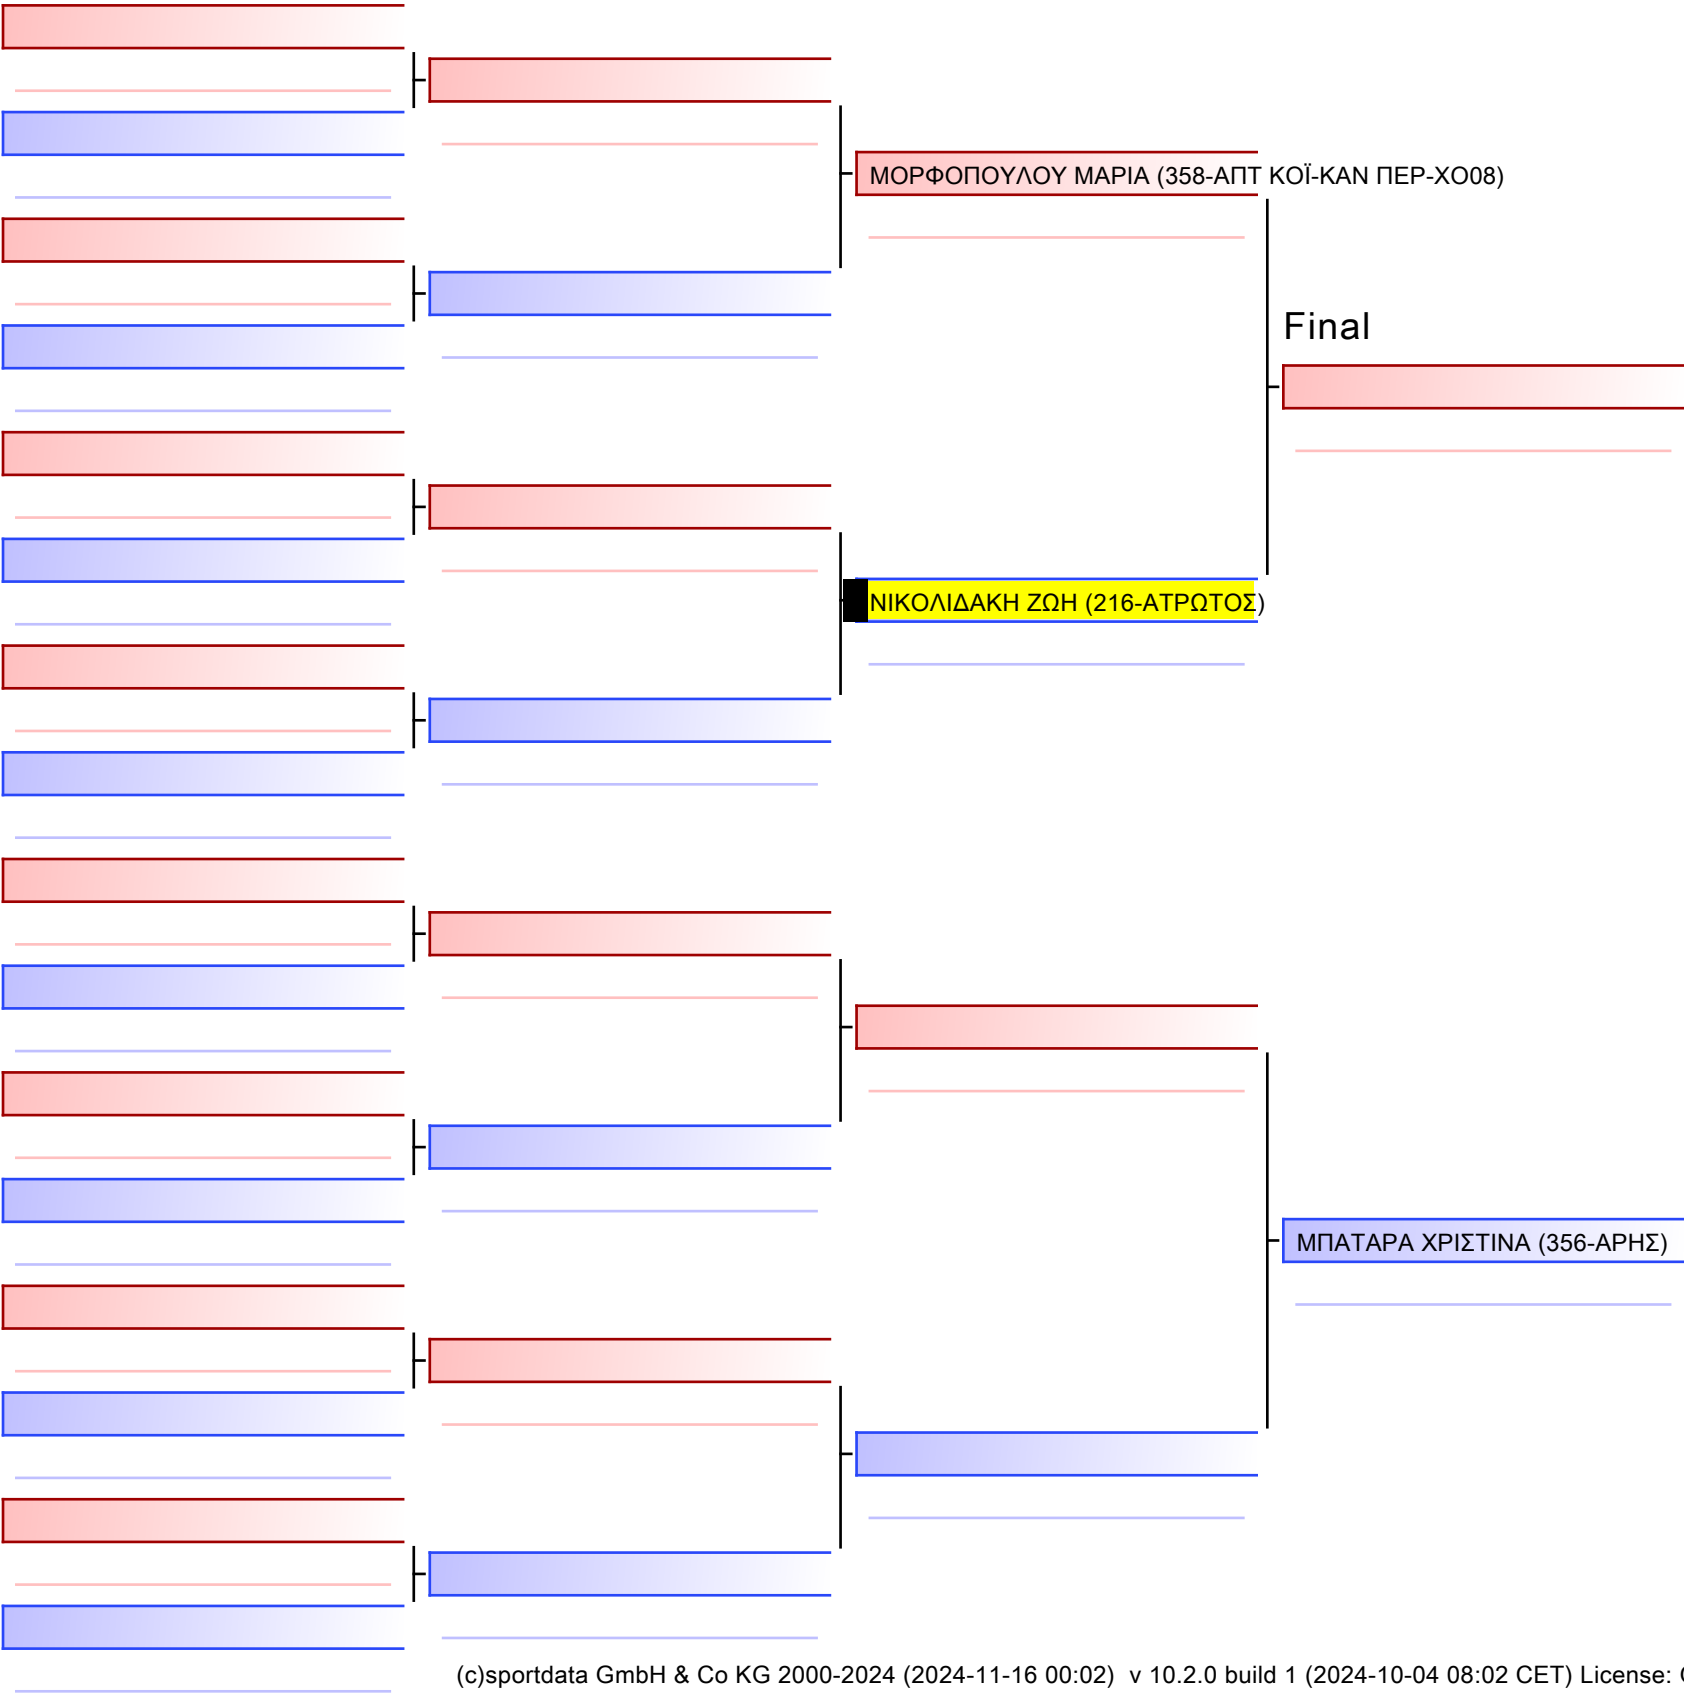 ΜΟΡΦΟΠΟΥΛΟΥ ΜΑΡΙΑ (358-ΑΠΤ ΚΟΪ-ΚΑΝ ΠΕΡ-ΧΟ08)
Final
ΝΙΚΟΛΙΔΑΚΗ ΖΩΗ (216-ΑΤΡΩΤΟΣ)
ΜΠΑΤΑΡΑ ΧΡΙΣΤΙΝΑ (356-ΑΡΗΣ)
(c)sportdata GmbH & Co KG 2000-2024 (2024-11-16 00:02) v 10.2.0 build 1 (2024-10-04 08:02 CET) License: